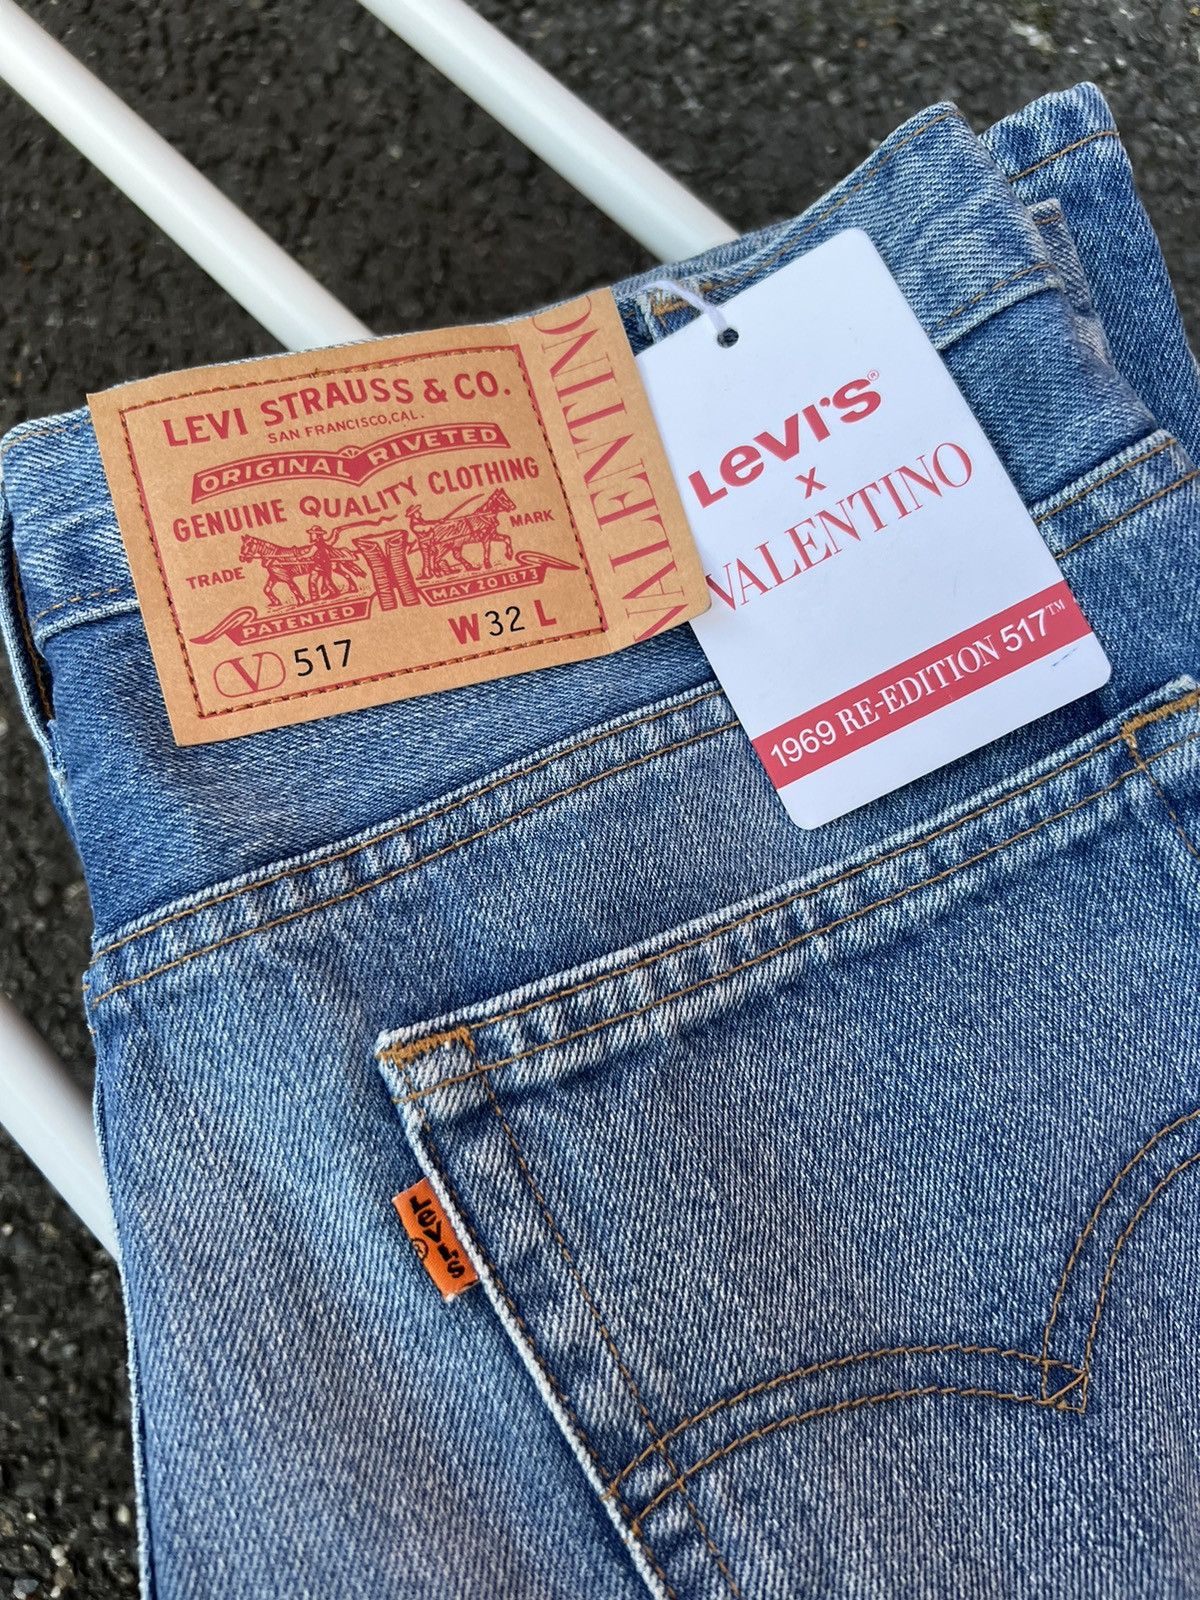 LEVI STRAUSS & CO.
SAN FRANCISCO, CAL.
ORIGINAL RIVETED
GENUINE QUALITY CLOTHING
TRADE MARK
PATENTED MAY 20 1873
V 517 W 32 L
VALENTINO
Levi's®
x
VALENTINO
1969 RE-EDITION 517™
Levi's
®